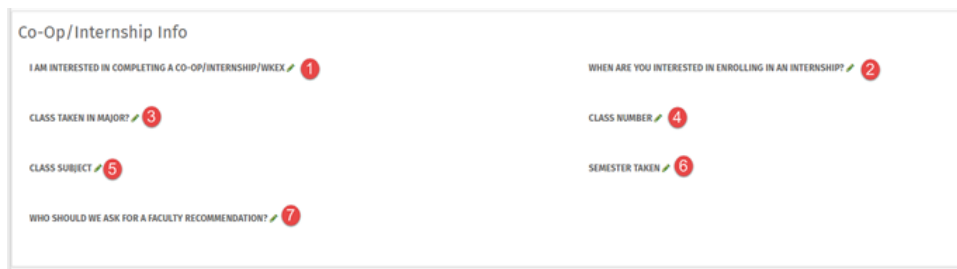 Co-Op/Internship Info
I AM INTERESTED IN COMPLETING A CO-OP/INTERNSHIP/WKEX 1
WHEN ARE YOU INTERESTED IN ENROLLING IN AN INTERNSHIP? 2
CLASS TAKEN IN MAJOR? 3
CLASS NUMBER 4
CLASS SUBJECT 5
SEMESTER TAKEN 6
WHO SHOULD WE ASK FOR A FACULTY RECOMMENDATION? 7